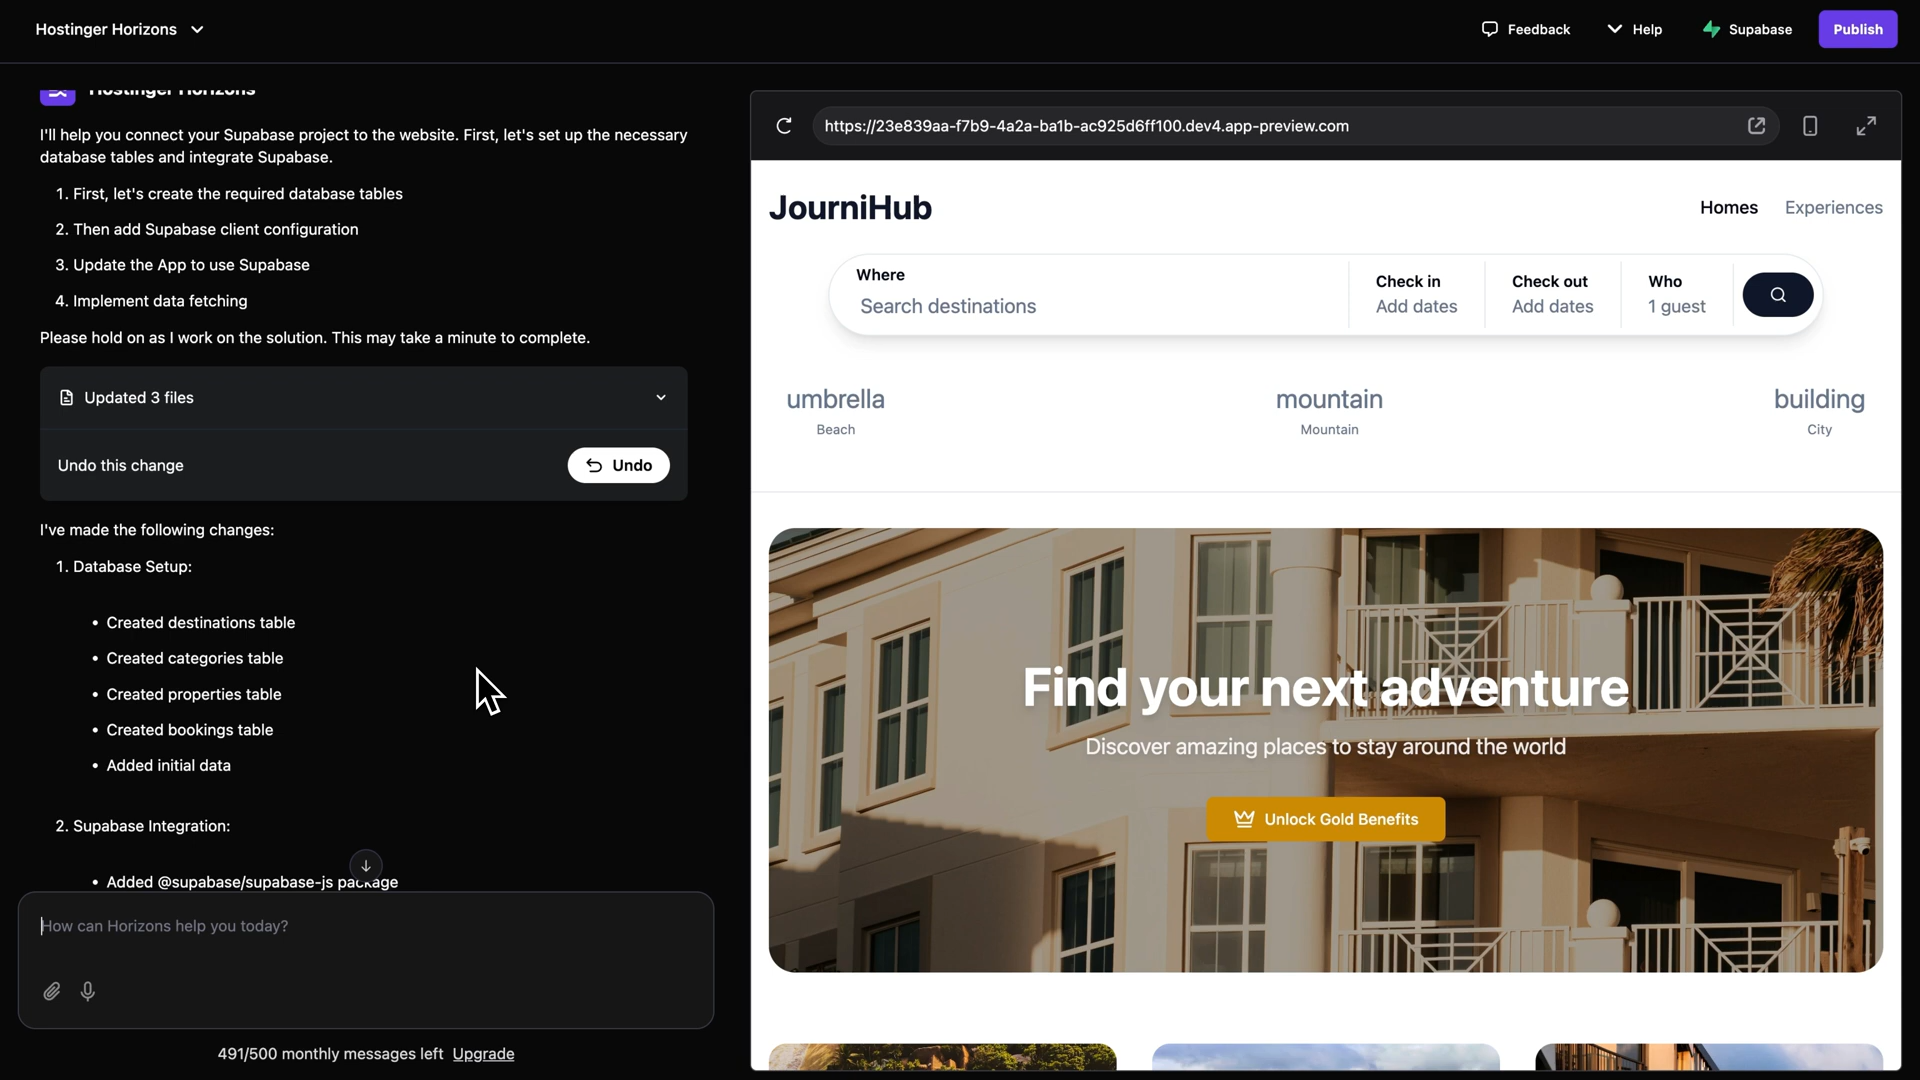 Hostinger Horizons
Feedback
Help
Supabase
Publish
Hostinger Horizons
I'll help you connect your Supabase project to the website. First, let's set up the necessary
database tables and integrate Supabase.
1. First, let's create the required database tables
2. Then add Supabase client configuration
3. Update the App to use Supabase
4. Implement data fetching
Please hold on as I work on the solution. This may take a minute to complete.
Updated 3 files
Undo this change
Undo
I've made the following changes:
1. Database Setup:
• Created destinations table
• Created categories table
• Created properties table
• Created bookings table
• Added initial data
2. Supabase Integration:
• Added @supabase/supabase-js package
How can Horizons help you today?
491/500 monthly messages left Upgrade
https://23e839aa-f7b9-4a2a-ba1b-ac925d6ff100.dev4.app-preview.com
JourniHub
Homes
Experiences
Where
Search destinations
Check in
Add dates
Check out
Add dates
Who
1 guest
umbrella
Beach
mountain
Mountain
building
City
Find your next adventure
Discover amazing places to stay around the world
Unlock Gold Benefits